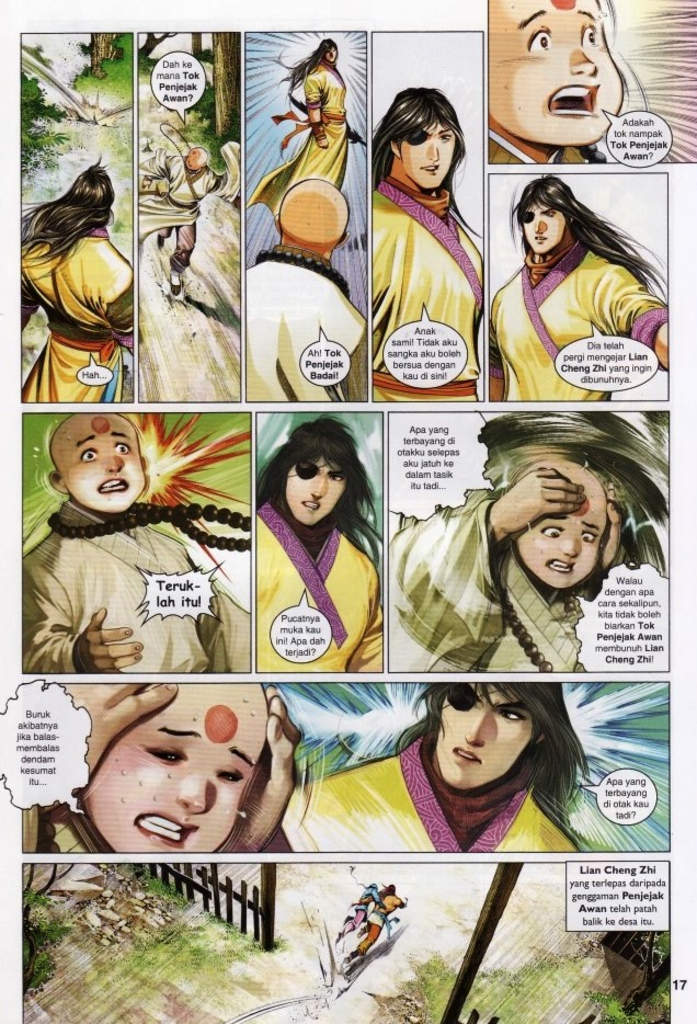 Hah...
Dah ke
mana Tok
Penjejak
Awan?
Ah! Tok
Penjejak
Badai!
Anak
sami! Tidak aku
sangka aku boleh
bersua dengan
kau di sini!
Adakah
tok nampak
Penjejak
Awan?
Dia telah
pergi mengejar Lian
Cheng Zhi yang ingin
dibunuhnya.
Teruk-
lah itu!
Pucatnya
muka kau
ini! Apa dah
terjadi?
Apa yang
terbayang di
otakku selepas
aku jatuh ke
dalam tasik
itu tadi...
Walau
dengan apa
cara sekalipun,
kita tidak boleh
biarkan Tok
Penjejak Awan
membunuh Lian
Cheng Zhi!
Buruk
akibatnya
jika balas-
membalas
dendam
kesumat
itu...
Apa yang
terbayang
di otak kau
tadi?
Lian Cheng Zhi
yang terlepas daripada
genggaman Penjejak
Awan telah patah
balik ke desa itu.
17